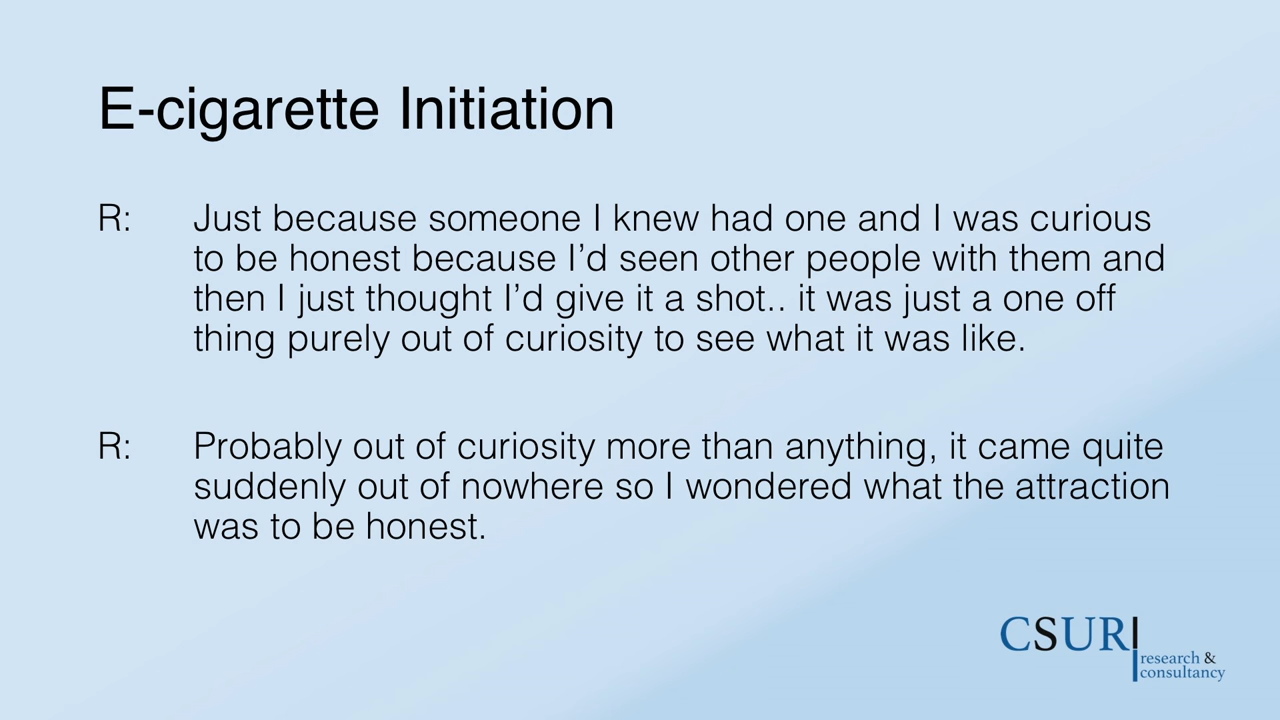 E-cigarette Initiation
R: Just because someone I knew had one and I was curious
to be honest because I’d seen other people with them and
then I just thought I’d give it a shot.. it was just a one off
thing purely out of curiosity to see what it was like.
R: Probably out of curiosity more than anything, it came quite
suddenly out of nowhere so I wondered what the attraction
was to be honest.
CSUR
research &
consultancy